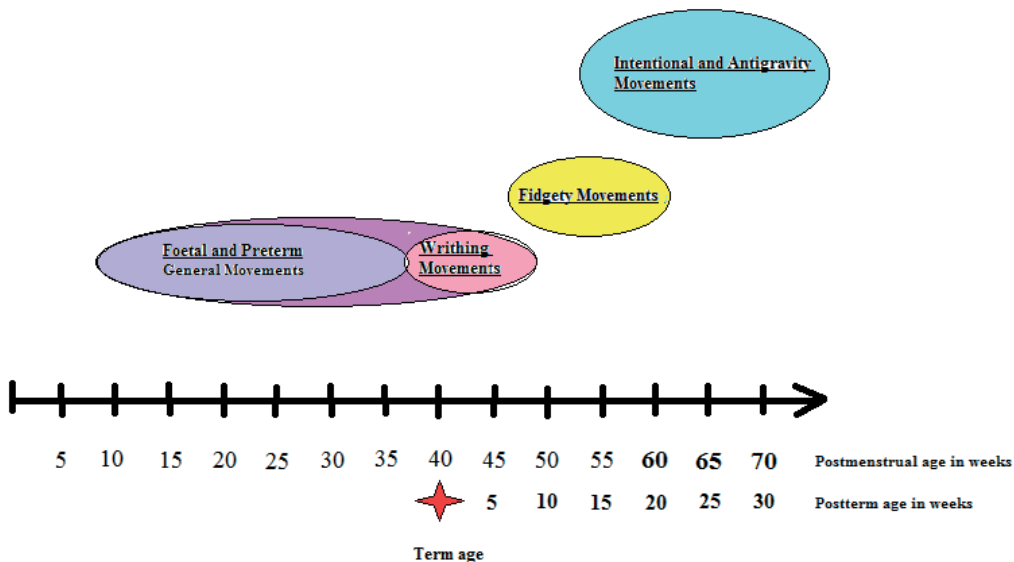 Intentional and Antigravity
Movements
Fidgety Movements
Foetal and Preterm
General Movements
Writhing
Movements
5 10 15 20 25 30 35 40 45 50 55 60 65 70 Postmenstrual age in weeks
5 10 15 20 25 30 Postterm age in weeks
Term age